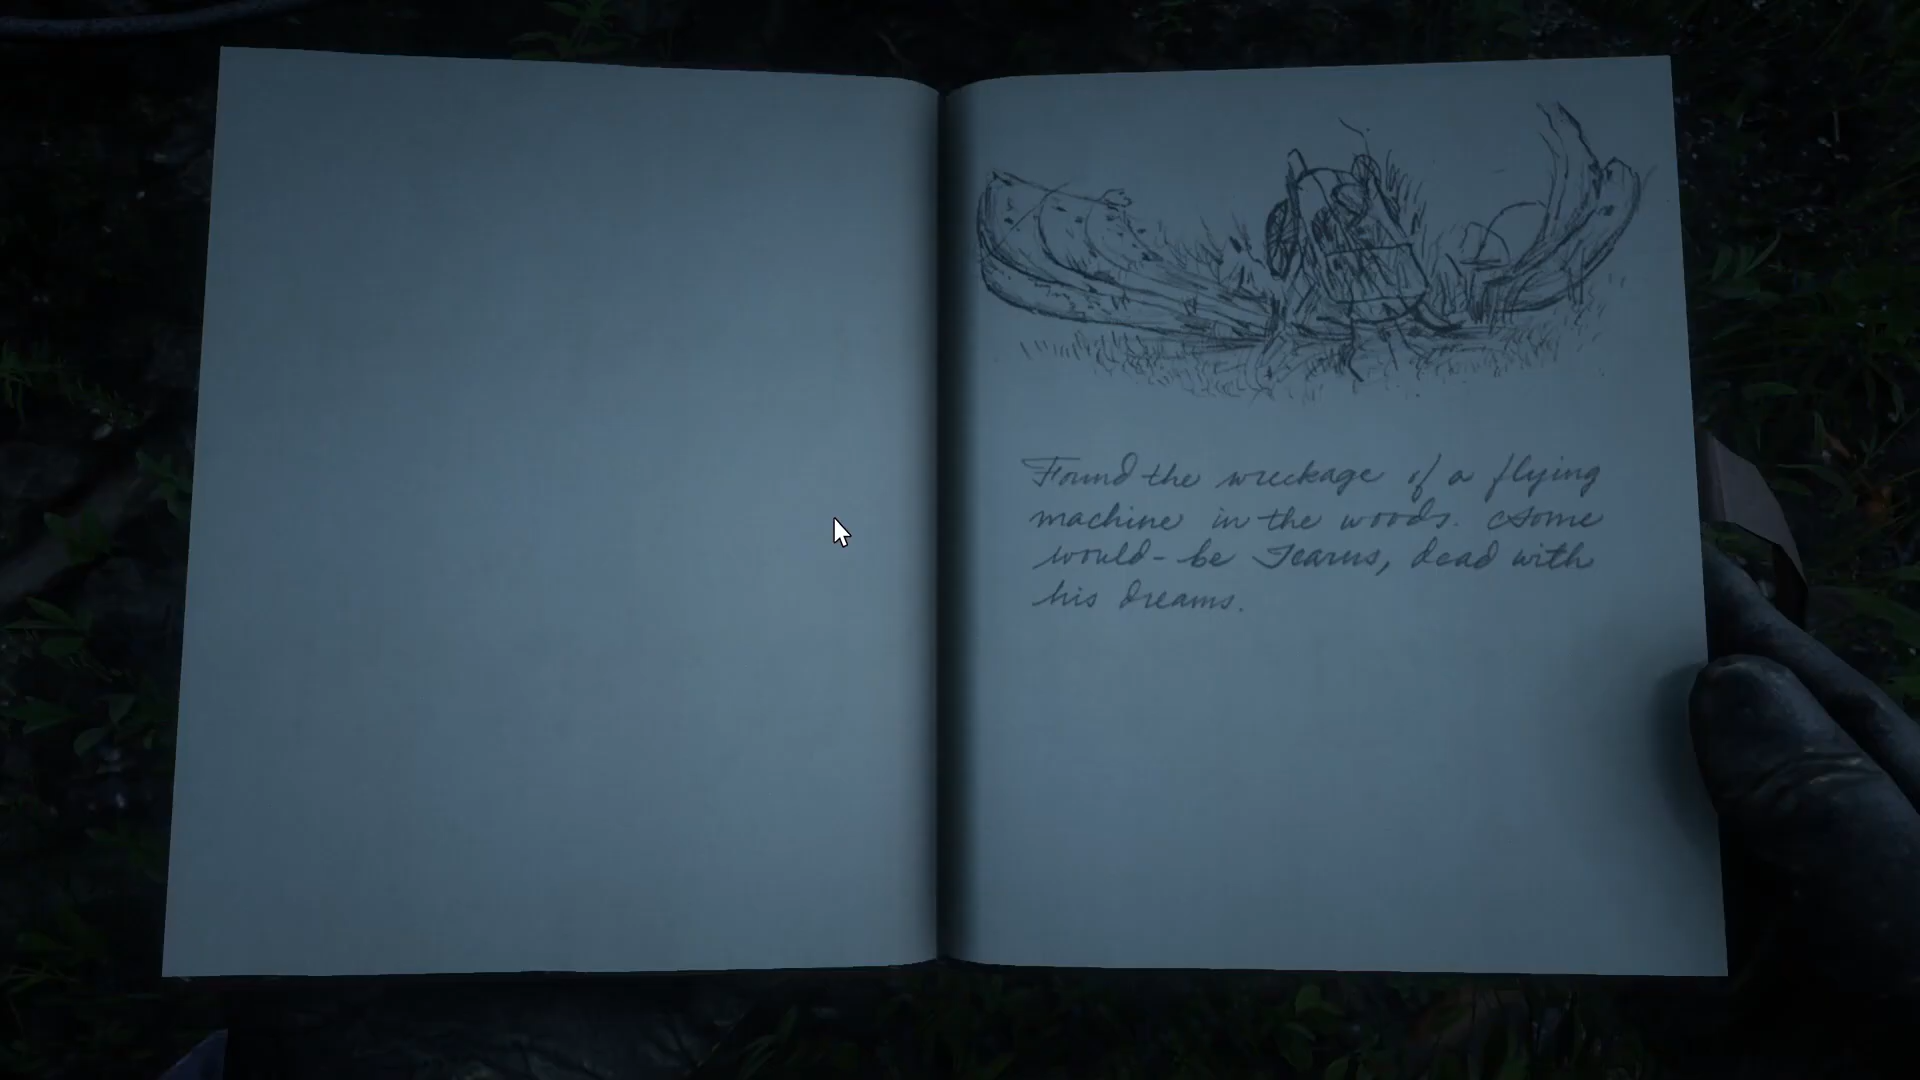 Found the wreckage of a flying
machine in the woods. Some
would-be Icarus, dead with
his dreams.